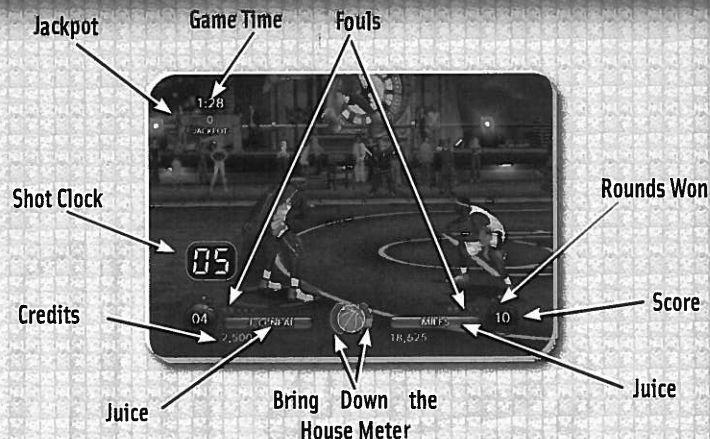 Jackpot
Game Time
Fouls
1:28
0
JACKPOT
Shot Clock
05
Rounds Won
Credits
04
MILES
10
Score
2,500
18,625
Juice
Bring Down the
House Meter
Juice